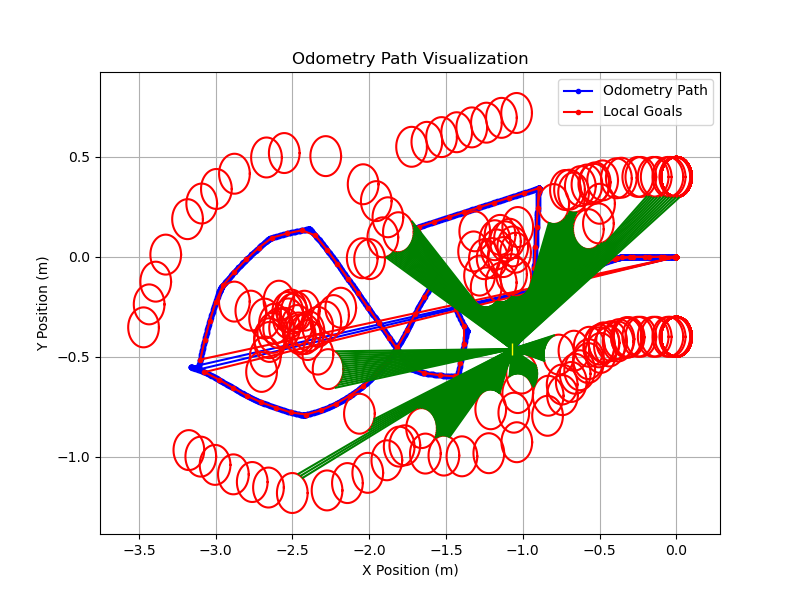 Odometry Path Visualization
Odometry Path
Local Goals
0.5
0.0
−0.5
−1.0
Y Position (m)
−3.5
−3.0
−2.5
−2.0
−1.5
−1.0
−0.5
0.0
X Position (m)